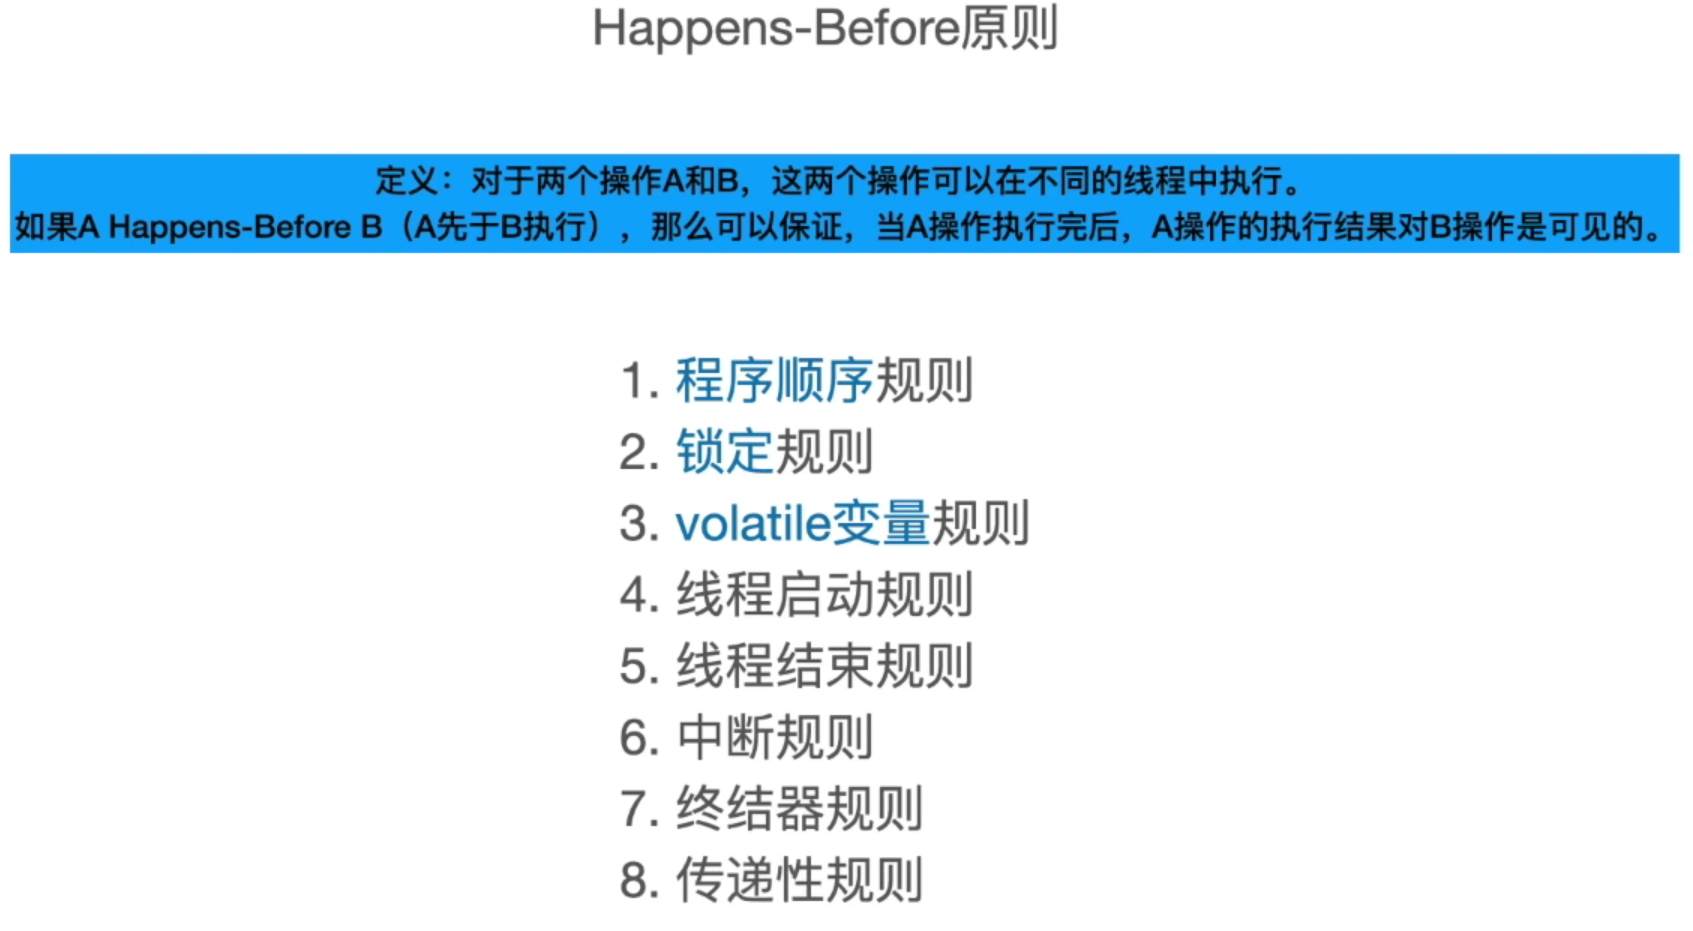 Happens-Before原则
定义：对于两个操作A和B，这两个操作可以在不同的线程中执行。
如果A Happens-Before B（A先于B执行），那么可以保证，当A操作执行完后，A操作的执行结果对B操作是可见的。
1. 程序顺序规则
2. 锁定规则
3. volatile变量规则
4. 线程启动规则
5. 线程结束规则
6. 中断规则
7. 终结器规则
8. 传递性规则